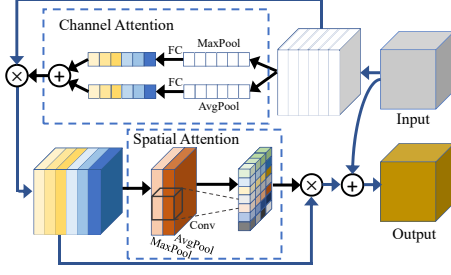 Channel Attention
MaxPool
FC
FC
AvgPool
Input
Spatial Attention
Conv
AvgPool
MaxPool
Output